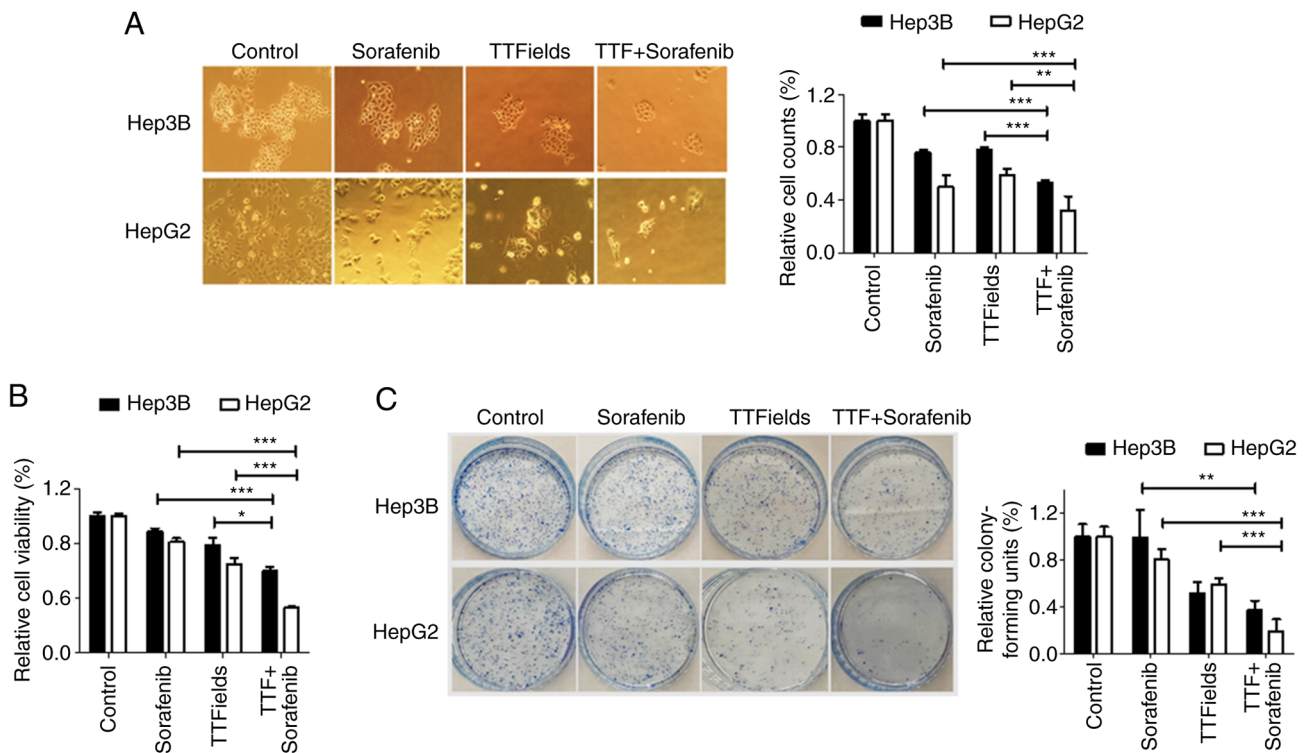 A
Control
Sorafenib
TTFields
TTF+Sorafenib
Hep3B
HepG2
Hep3B
HepG2
Relative cell counts (%)
1.2
0.8
0.4
0.0
***
**
***
***
Control
Sorafenib
TTFields
TTF+
Sorafenib
B
Hep3B
HepG2
Relative cell viability (%)
1.2
0.8
0.6
0.0
***
***
***
*
Control
Sorafenib
TTFields
TTF+
Sorafenib
C
Control
Sorafenib
TTFields
TTF+Sorafenib
Hep3B
HepG2
Hep3B
HepG2
Relative colony-
forming units (%)
1.2
0.8
0.4
0.0
**
***
***
Control
Sorafenib
TTFields
TTF+
Sorafenib